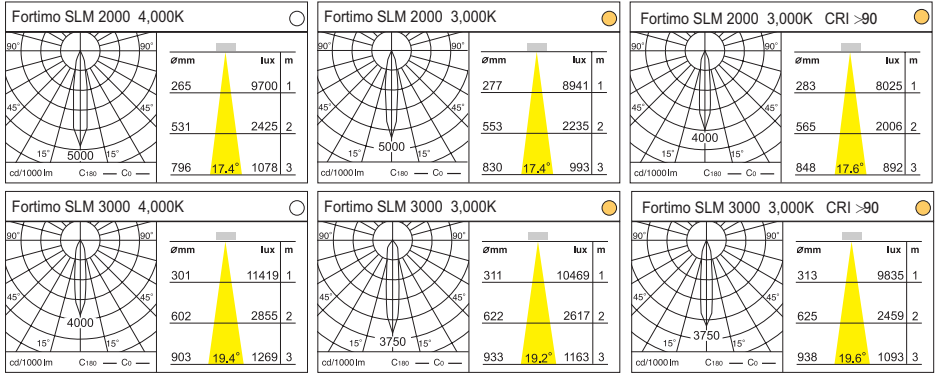 Fortimo SLM 2000 4,000K
90° 90°
ømm lux m
265 9700 1
45° 45°
531 2425 2
15° 5000 15°
796 17.4° 1078 3
cd/1000 lm C180 — C0 —
Fortimo SLM 2000 3,000K
90° 90°
ømm lux m
277 8941 1
45° 45°
553 2235 2
15° 5000 15°
830 17.4° 993 3
cd/1000 lm C180 — C0 —
Fortimo SLM 2000 3,000K CRI >90
90° 90°
ømm lux m
283 8025 1
45° 45°
565 2006 2
4000
15° 15°
848 17.6° 892 3
cd/1000 lm C180 — C0 —
Fortimo SLM 3000 4,000K
90° 90°
ømm lux m
301 11419 1
45° 45°
602 2855 2
4000
15° 15°
903 19.4° 1269 3
cd/1000 lm C180 — C0 —
Fortimo SLM 3000 3,000K
90° 90°
ømm lux m
311 10469 1
45° 45°
622 2617 2
15° 3750 15°
933 19.2° 1163 3
cd/1000 lm C180 — C0 —
Fortimo SLM 3000 3,000K CRI >90
90° 90°
ømm lux m
313 9835 1
45° 45°
625 2459 2
15° 3750 15°
938 19.6° 1093 3
cd/1000 lm C180 — C0 —